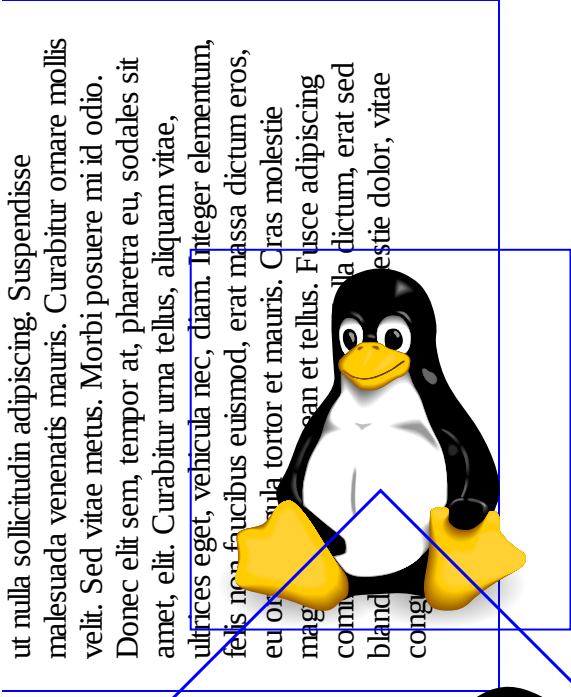 ut nulla sollicitudin adipiscing. Suspendisse
malesuada venenatis mauris. Curabitur ornare mollis
velit. Sed vitae metus. Morbi posuere mi id odio.
Donec elit sem, tempor at, pharetra eu, sodales sit
amet, elit. Curabitur urna tellus, aliquam vitae,
ultrices eget, vehicula nec, diam. Integer elementum,
felis non faucibus euismod, erat massa dictum eros,
eu tortor et mauris. Cras molestie
et tellus. Fusce adipiscing
dictum, erat sed
dolor, vitae